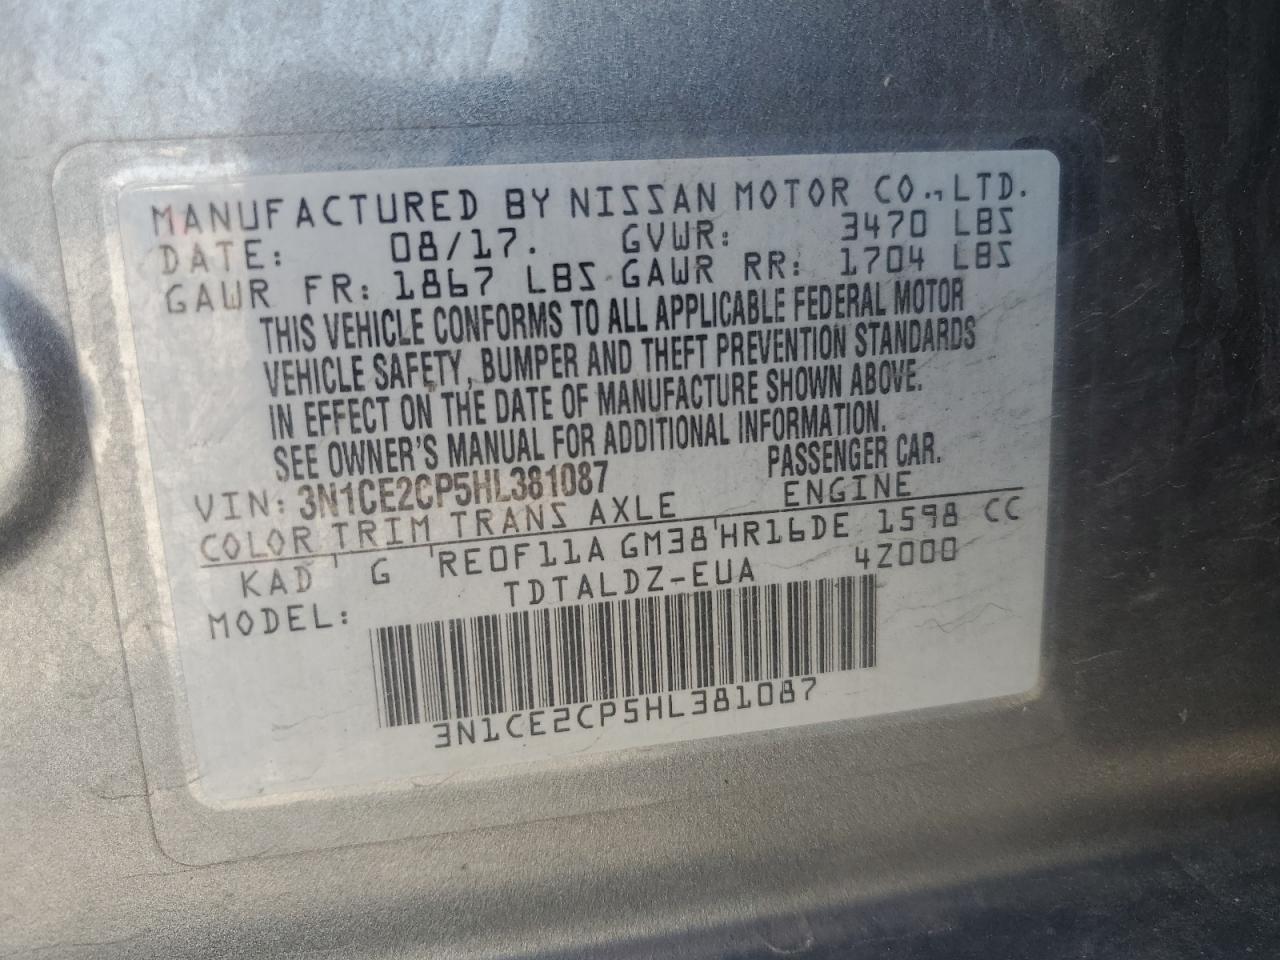 MANUFACTURED BY NISSAN MOTOR CO., LTD.
DATE: 08/17. GVWR: 3470 LBS
GAWR FR: 1867 LBS GAWR RR: 1704 LBS
THIS VEHICLE CONFORMS TO ALL APPLICABLE FEDERAL MOTOR
VEHICLE SAFETY, BUMPER AND THEFT PREVENTION STANDARDS
IN EFFECT ON THE DATE OF MANUFACTURE SHOWN ABOVE.
SEE OWNER'S MANUAL FOR ADDITIONAL INFORMATION.
VIN: 3N1CE2CP5HL381087 PASSENGER CAR.
COLOR TRIM TRANS AXLE ENGINE
KAD ' G 'RE0F11A GM38'HR16DE 1598 CC
MODEL: TDTALDZ-EUA 4Z000
3N1CE2CP5HL381087